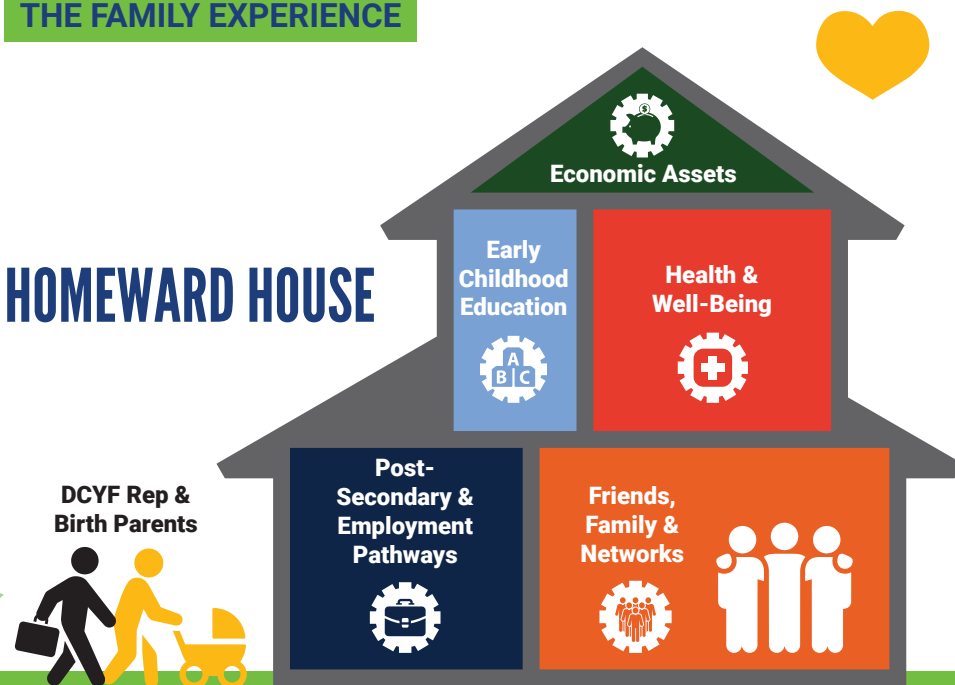 THE FAMILY EXPERIENCE
$
Economic Assets
HOMEWARD HOUSE
Early
Childhood
Education
A
B C
Health &
Well-Being
DCYF Rep &
Birth Parents
Post-
Secondary &
Employment
Pathways
Friends,
Family &
Networks